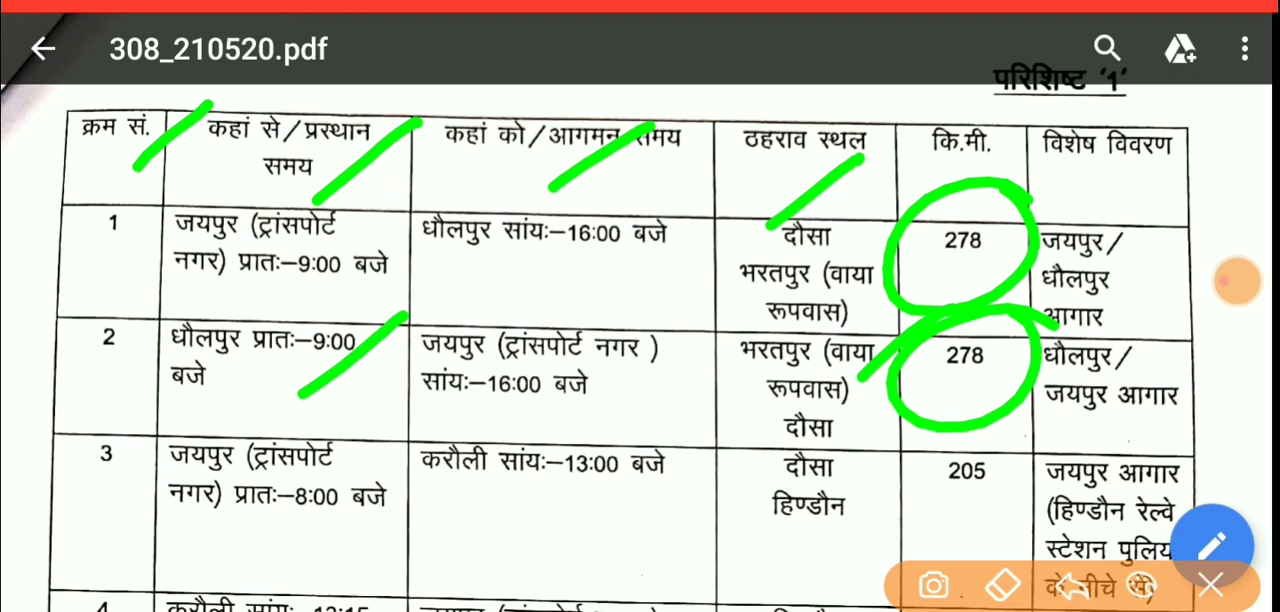 308_210520.pdf
परिशिष्ट '1'
क्रम सं. कहां से/प्रस्थान समय कहां को/आगमन समय ठहराव स्थल कि.मी. विशेष विवरण
1 जयपुर (ट्रांसपोर्ट धौलपुर सांयः–16:00 बजे दौसा 278 जयपुर/
नगर) प्रातः–9:00 बजे भरतपुर (वाया धौलपुर
रूपवास) आगार
2 धौलपुर प्रातः–9:00 जयपुर (ट्रांसपोर्ट नगर ) भरतपुर (वाया 278 धौलपुर/
बजे सांयः–16:00 बजे रूपवास) जयपुर आगार
दौसा
3 जयपुर (ट्रांसपोर्ट करौली सांयः–13:00 बजे दौसा 205 जयपुर आगार
नगर) प्रातः–8:00 बजे हिण्डौन (हिण्डौन रेल्वे
स्टेशन पुलिय
के नीचे से)
4 करौली सांयः